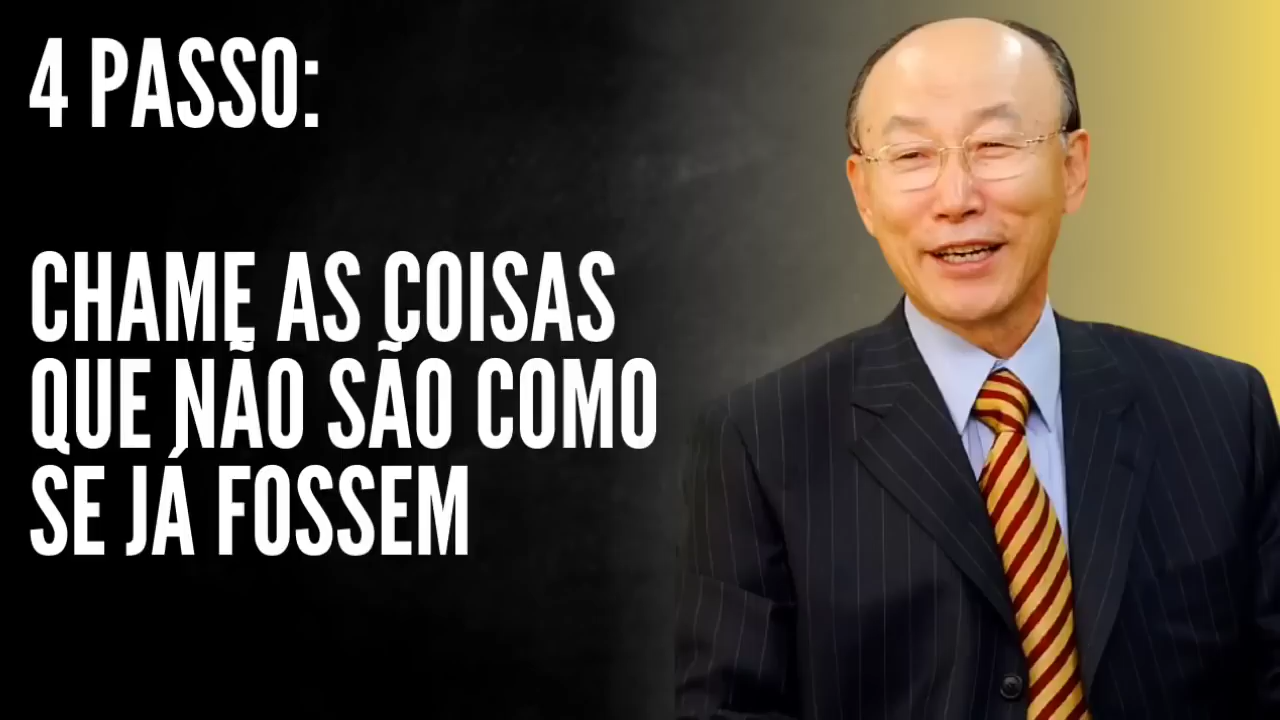 4 PASSO:
CHAME AS COISAS
QUE NÃO SÃO COMO
SE JÁ FOSSEM